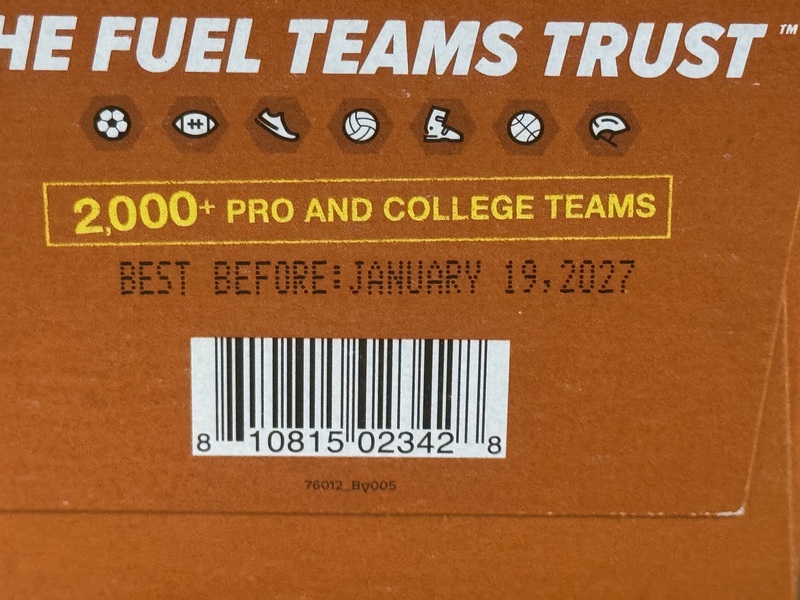 HE FUEL TEAMS TRUST™
2,000+ PRO AND COLLEGE TEAMS
BEST BEFORE:JANUARY 19,2027
8 10815 02342 8
76012_Bv005